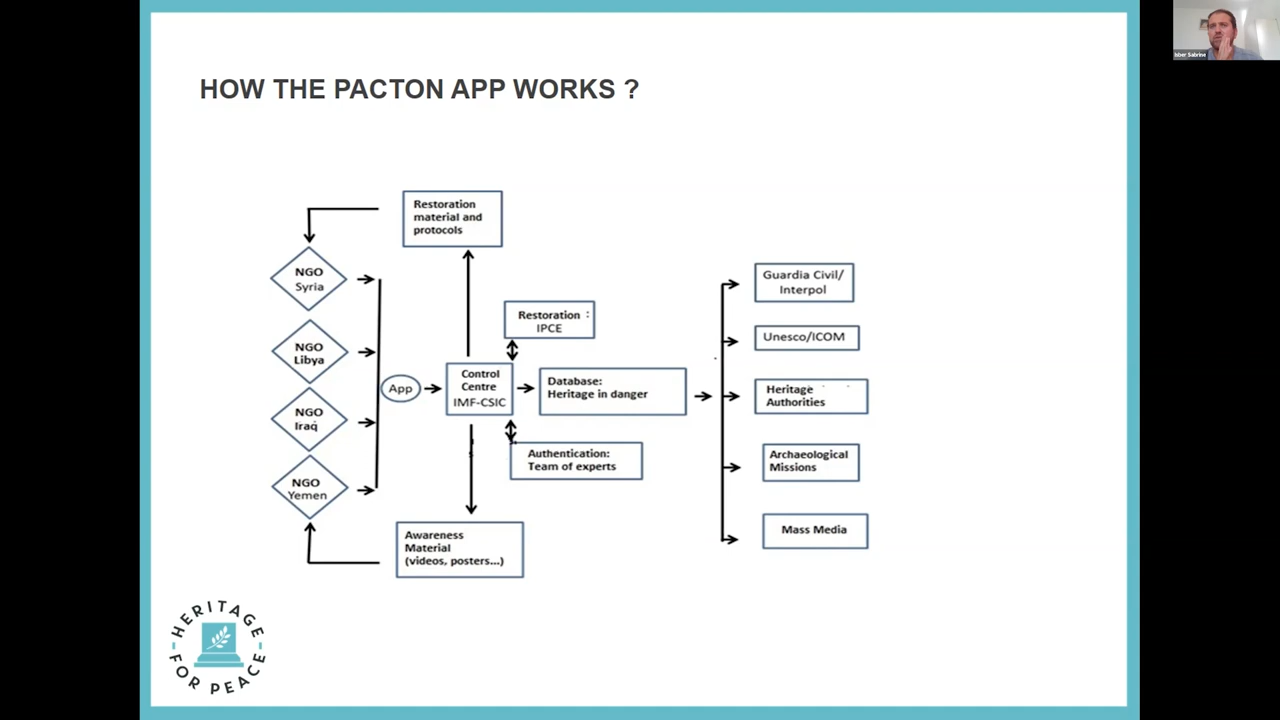 Isber Sabrine
HOW THE PACTON APP WORKS ?
Restoration
material and
protocols
NGO
Syria
NGO
Libya
NGO
Iraq
NGO
Yemen
App
Restoration :
IPCE
Control
Centre
IMF-CSIC
Database:
Heritage in danger
Authentication:
Team of experts
Awareness
Material
(videos, posters...)
Guardia Civil/
Interpol
Unesco/ICOM
Heritage
Authorities
Archaeological
Missions
Mass Media
HERITAGE
FOR PEACE